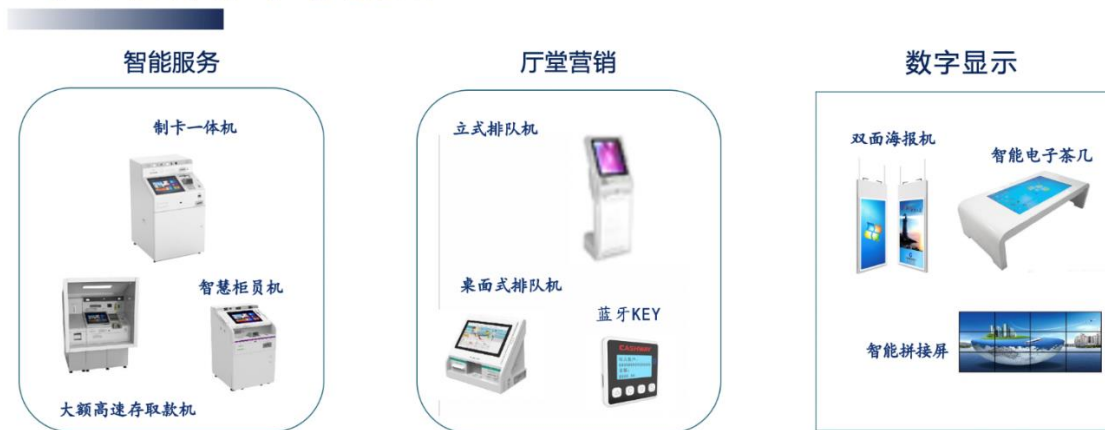 智能服务
制卡一体机
智慧柜员机
大额高速存取款机
厅堂营销
立式排队机
桌面式排队机
蓝牙KEY
CASHWAY
数字显示
双面海报机
智能电子茶几
智能拼接屏